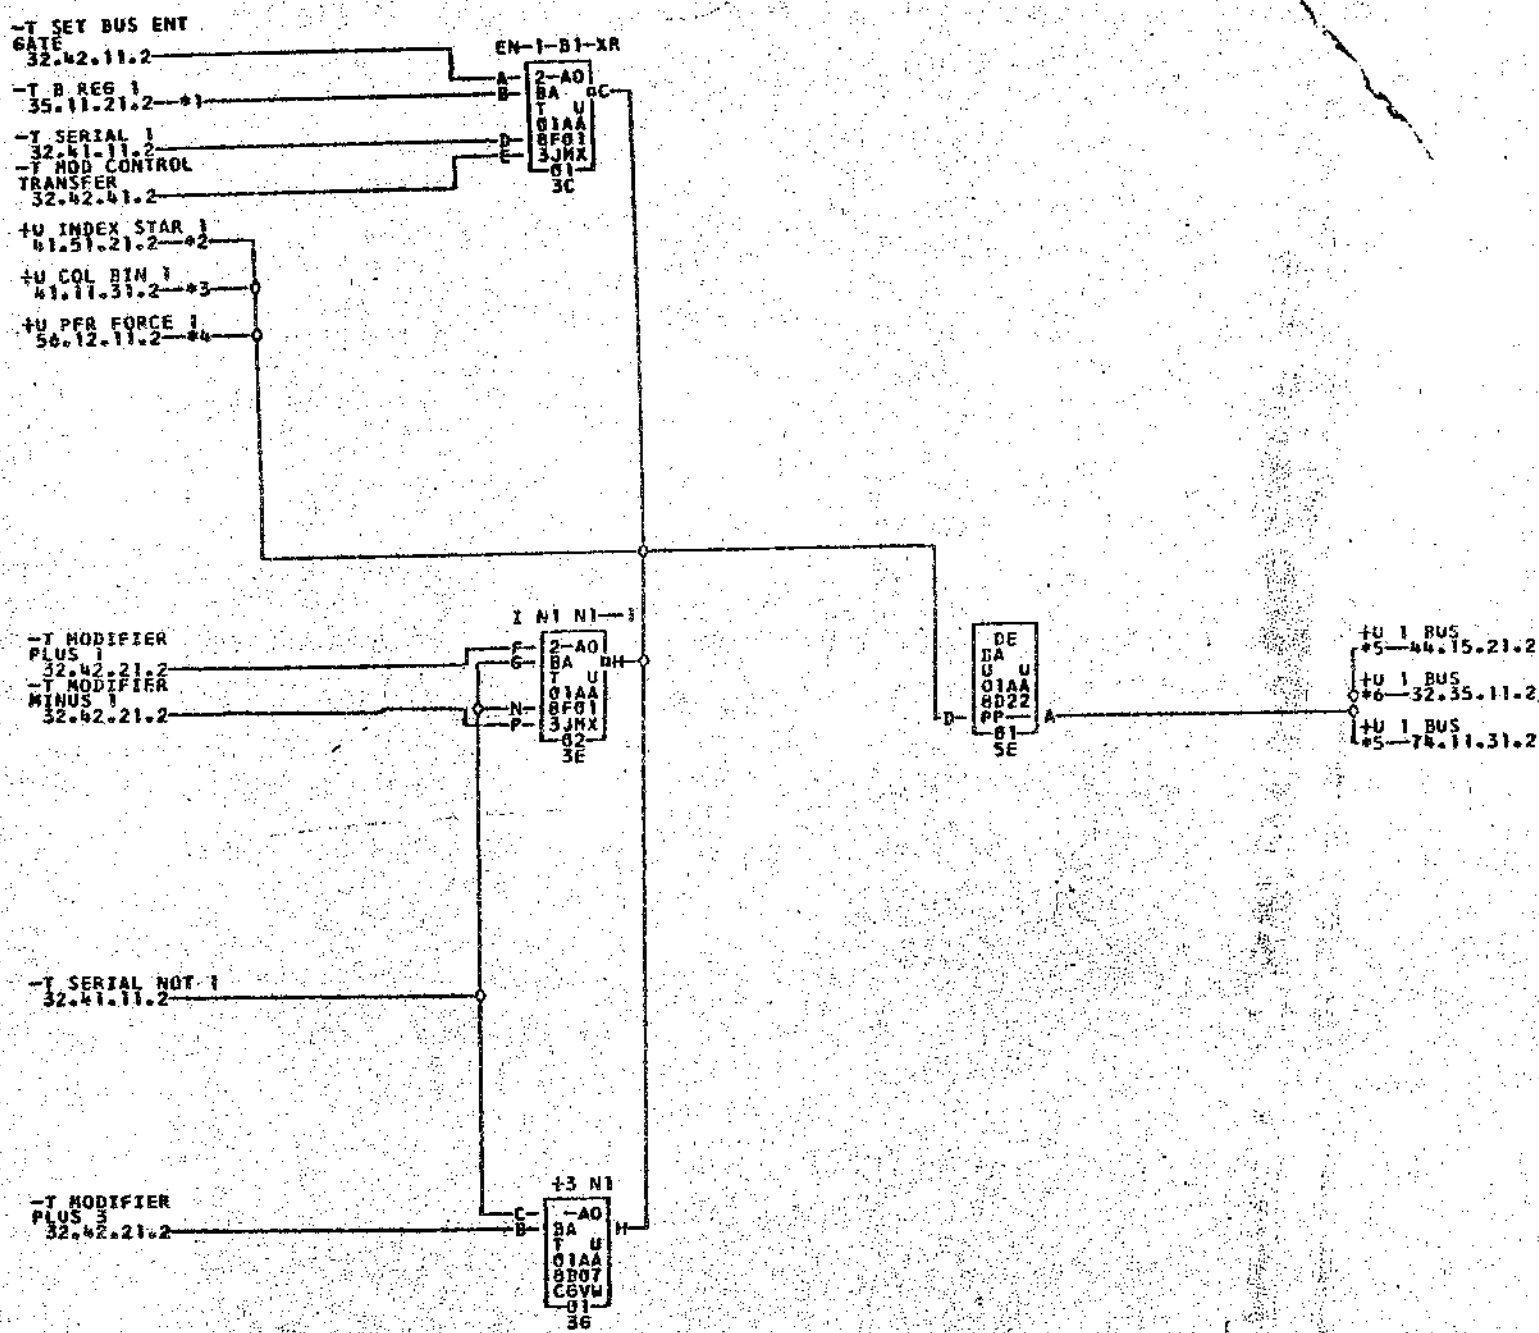 -T SET BUS ENT
GATE
32.42.11.2
-T B REG 1
35.11.21.2—*1
-T SERIAL 1
32.41.11.2
-T MOD CONTROL
TRANSFER
32.42.41.2
+U INDEX STAR 1
41.51.21.2—*2
+U COL BIN 1
41.11.31.2—*3
+U PFR FORCE 1
56.12.11.2—*4
EN-1-B1-XR
A 2-AO
B BA C
T U
01AA
D 8F01
E 3JMX
01
3C
I N1 N1—1
-T MODIFIER
PLUS 1
32.42.21.2
-T MODIFIER
MINUS 1
32.42.21.2
F 2-AO
G BA H
T U
01AA
N 8F01
P 3JMX
02
3E
DE
BA
U U
01AA
8D22
D PP A
01
5E
+U 1 BUS
*5—44.15.21.2
+U 1 BUS
*6—32.35.11.2
+U 1 BUS
*5—74.11.31.2
-T SERIAL NOT 1
32.41.11.2
-T MODIFIER
PLUS 3
32.42.21.2
+3 N1
C -AO
B BA H
T U
01AA
8B07
CGVW
01
3G